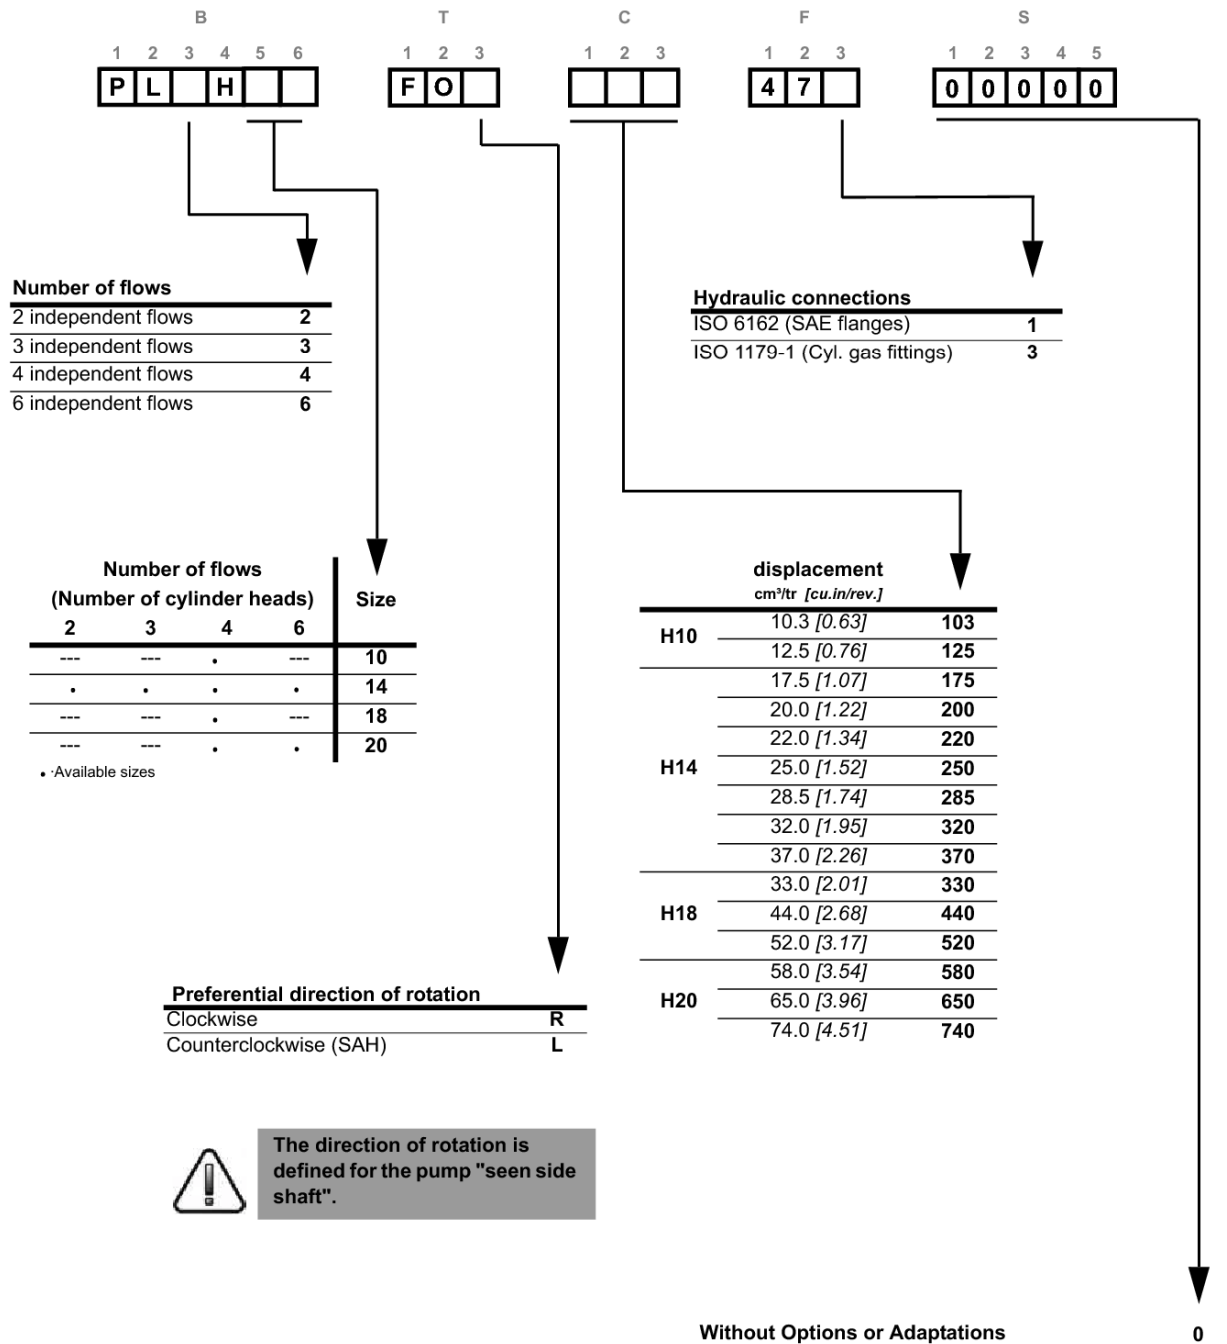 B T C F S
1 2 3 4 5 6 1 2 3 1 2 3 1 2 3 1 2 3 4 5
P L H F O 4 7 0 0 0 0 0
Number of flows
2 independent flows 2
3 independent flows 3
4 independent flows 4
6 independent flows 6
Hydraulic connections
ISO 6162 (SAE flanges) 1
ISO 1179-1 (Cyl. gas fittings) 3
Number of flows
(Number of cylinder heads) Size
2 3 4 6
--- --- • --- 10
• • • • 14
--- --- • --- 18
--- --- • • 20
• ·Available sizes
displacement
cm³/tr [cu.in/rev.]
H10
10.3 [0.63] 103
12.5 [0.76] 125
H14
17.5 [1.07] 175
20.0 [1.22] 200
22.0 [1.34] 220
25.0 [1.52] 250
28.5 [1.74] 285
32.0 [1.95] 320
37.0 [2.26] 370
H18
33.0 [2.01] 330
44.0 [2.68] 440
52.0 [3.17] 520
H20
58.0 [3.54] 580
65.0 [3.96] 650
74.0 [4.51] 740
Preferential direction of rotation
Clockwise R
Counterclockwise (SAH) L
The direction of rotation is
defined for the pump "seen side
shaft".
Without Options or Adaptations 0